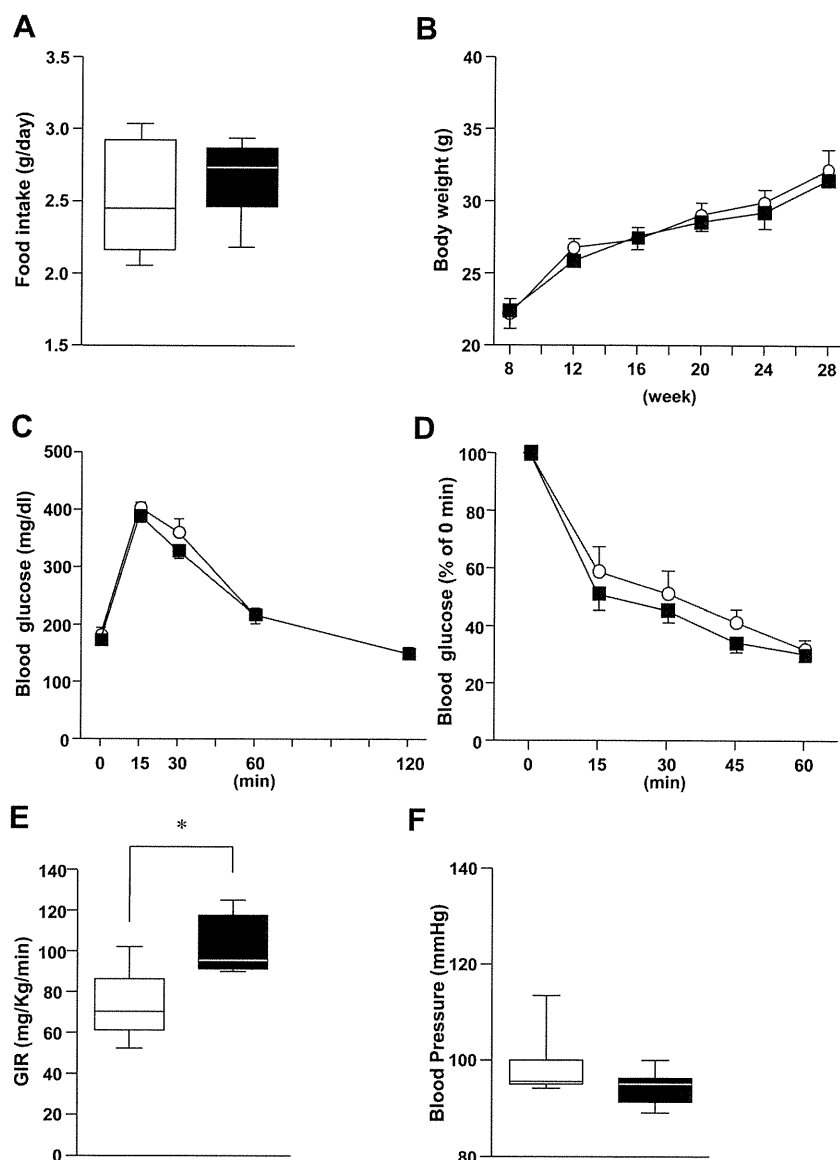 A
Food intake (g/day)
3.5
3.0
2.5
2.0
1.5
B
Body weight (g)
40
35
30
25
20
8 12 16 20 24 28
(week)
C
Blood glucose (mg/dl)
500
400
300
200
100
0
0 15 30 60 120
(min)
D
Blood glucose (% of 0 min)
100
80
60
40
20
0
0 15 30 45 60
(min)
E
*
GIR (mg/Kg/min)
140
120
100
80
60
40
20
0
F
Blood Pressure (mmHg)
140
120
100
80